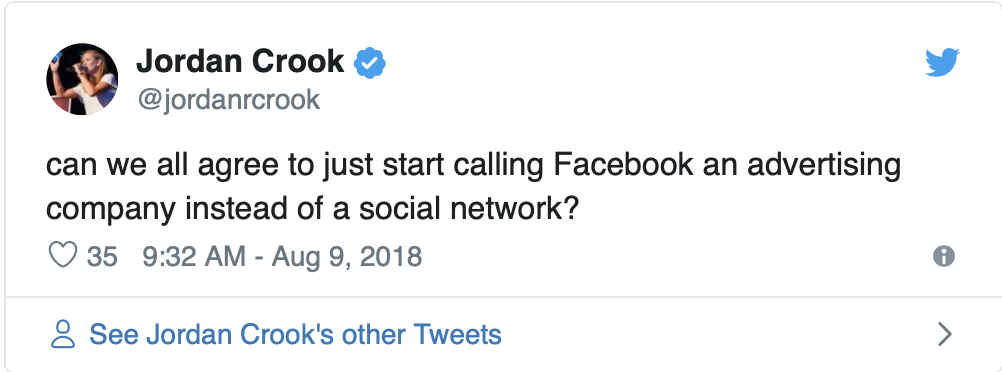 Jordan Crook
@jordanrcrook
can we all agree to just start calling Facebook an advertising
company instead of a social network?
35 9:32 AM - Aug 9, 2018
See Jordan Crook's other Tweets